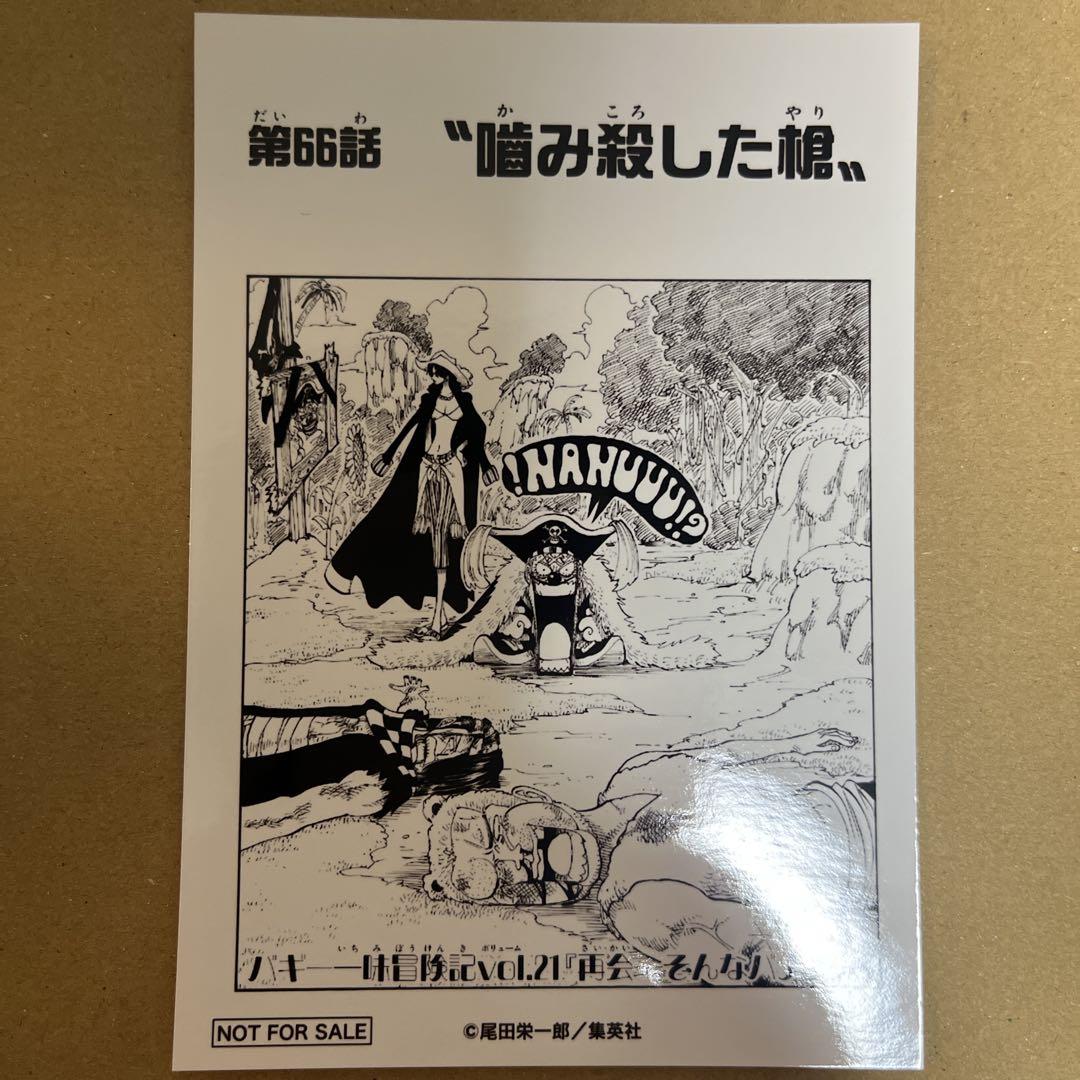 だい わ か ころ やり
第66話 〝噛み殺した槍〟
!NANUUU!?
いちみぼうけんき ボリューム さいかい
バギー一味冒険記vol.21『再会 そんなバ
NOT FOR SALE
©尾田栄一郎／集英社